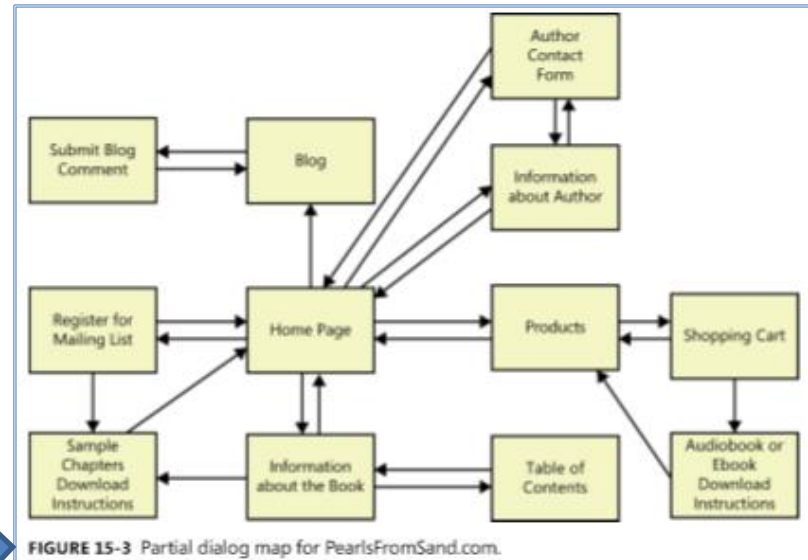 Author
Contact
Form
Submit Blog
Comment
Blog
Information
about Author
Register for
Mailing List
Home Page
Products
Shopping Cart
Sample
Chapters
Download
Instructions
Information
about the Book
Table of
Contents
Audiobook or
Ebook
Download
Instructions
FIGURE 15-3 Partial dialog map for PearlsFromSand.com.